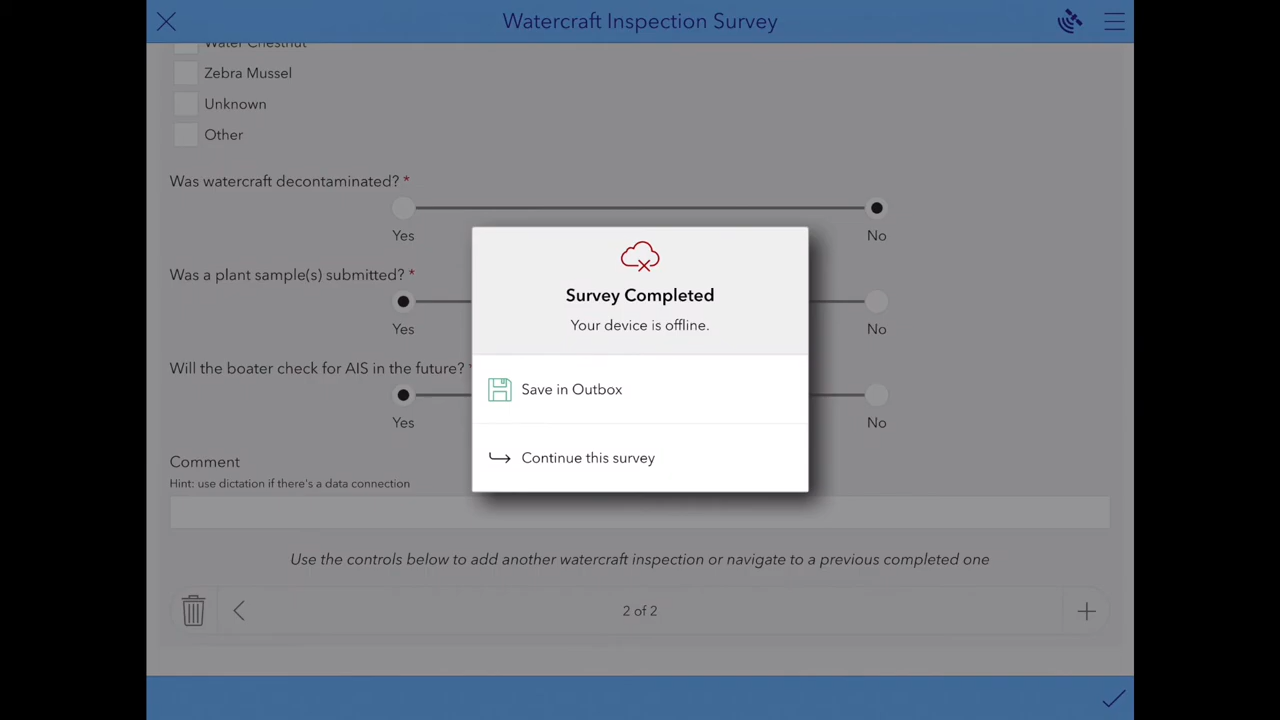 Watercraft Inspection Survey
Water Chestnut
Zebra Mussel
Unknown
Other
Was watercraft decontaminated? *
Yes
No
Was a plant sample(s) submitted? *
Yes
No
Will the boater check for AIS in the future? *
Yes
No
Survey Completed
Your device is offline.
Save in Outbox
Continue this survey
Comment
Hint: use dictation if there's a data connection
Use the controls below to add another watercraft inspection or navigate to a previous completed one
2 of 2